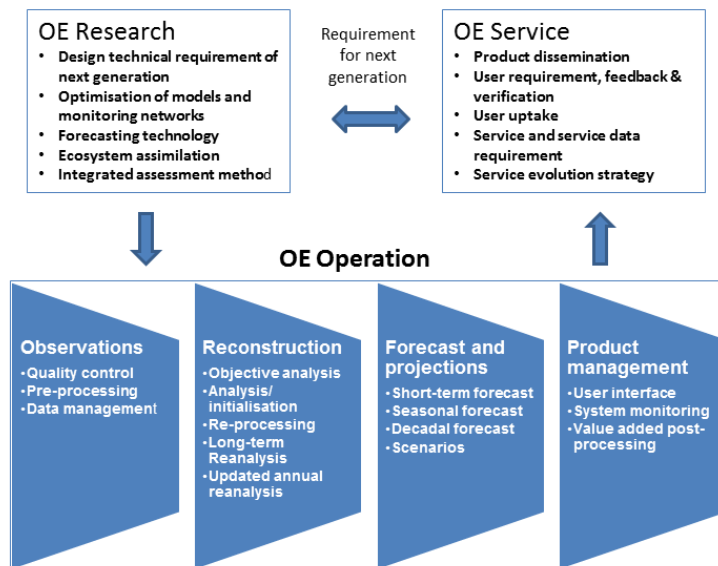 OE Research
• Design technical requirement of
next generation
• Optimisation of models and
monitoring networks
• Forecasting technology
• Ecosystem assimilation
• Integrated assessment method
Requirement
for next
generation
OE Service
• Product dissemination
• User requirement, feedback &
verification
• User uptake
• Service and service data
requirement
• Service evolution strategy
OE Operation
Observations
•Quality control
•Pre-processing
•Data management
Reconstruction
•Objective analysis
•Analysis/
initialisation
•Re-processing
•Long-term
Reanalysis
•Updated annual
reanalysis
Forecast and
projections
•Short-term forecast
•Seasonal forecast
•Decadal forecast
•Scenarios
Product
management
•User interface
•System monitoring
•Value added post-
processing